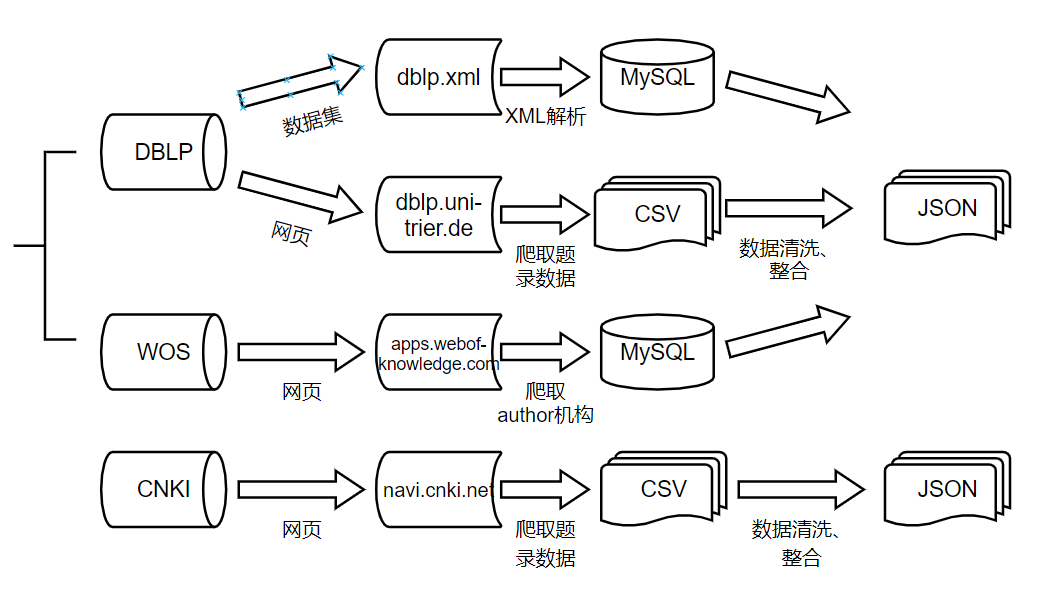 dblp.xml
MySQL
XML解析
数据集
DBLP
dblp.uni-
trier.de
CSV
JSON
网页
爬取题
录数据
数据清洗、
整合
WOS
apps.webof-
knowledge.com
MySQL
网页
爬取
author机构
CNKI
navi.cnki.net
CSV
JSON
网页
爬取题
录数据
数据清洗、
整合